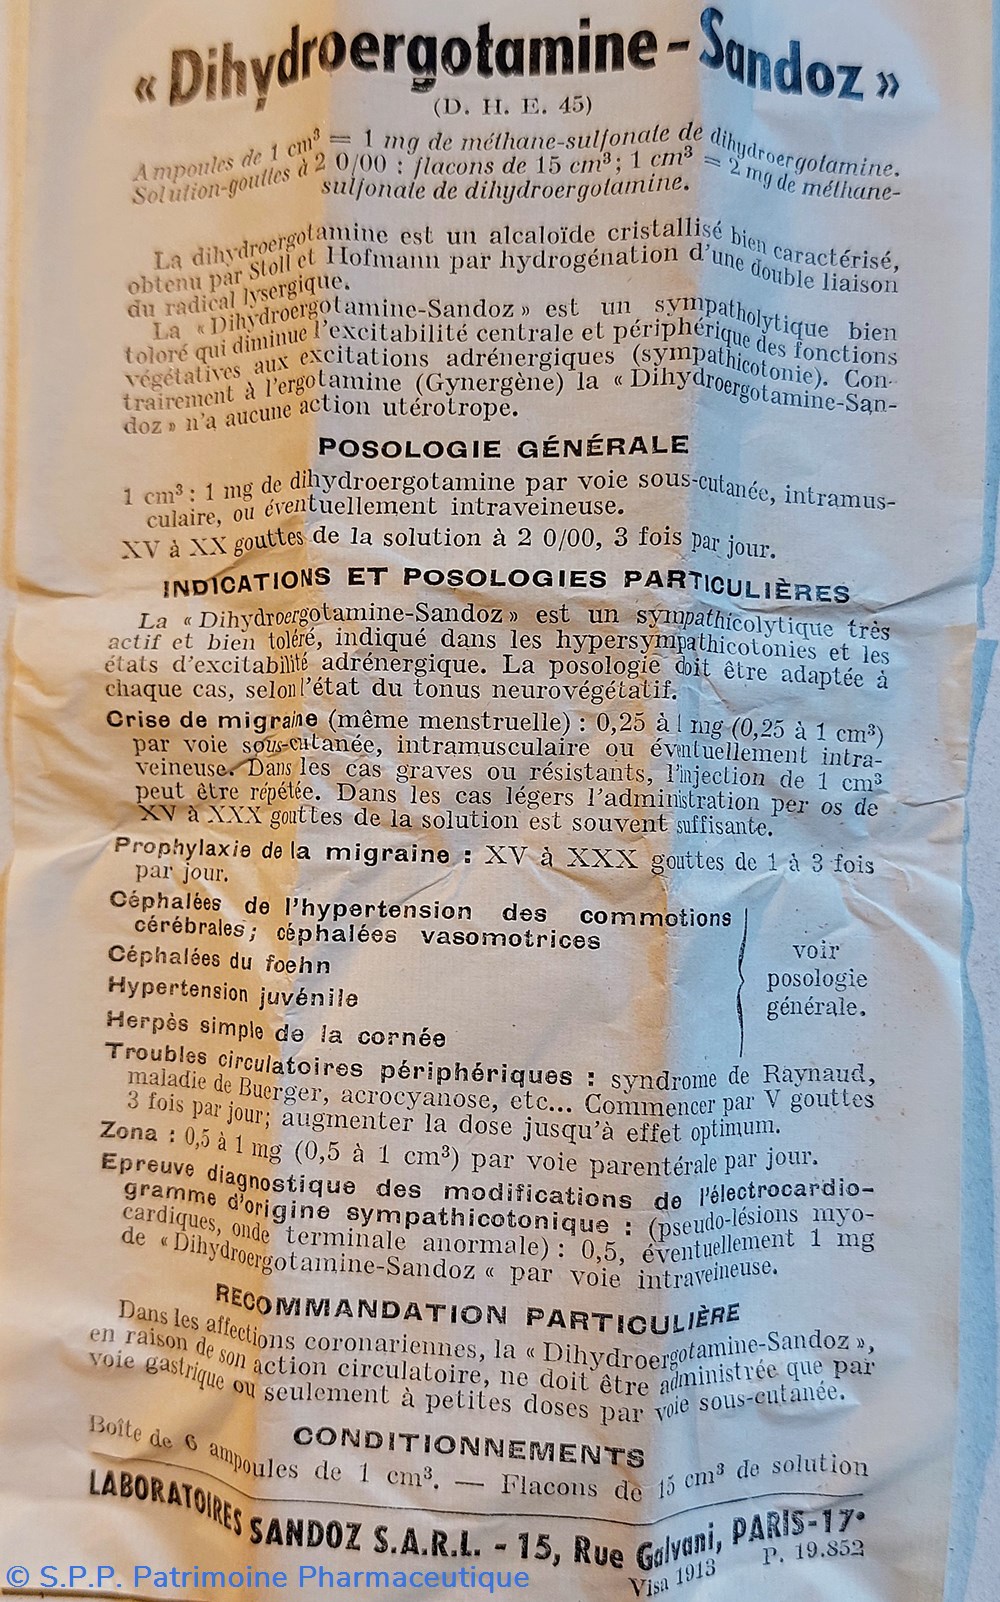 « Dihydroergotamine - Sandoz »
(D. H. E. 45)
Ampoules de 1 cm³ = 1 mg de méthane-sulfonate de dihydroergotamine.
Solution-gouttes à 2 0/00 : flacons de 15 cm³; 1 cm³ = 2 mg de méthane-
sulfonate de dihydroergotamine.
La dihydroergotamine est un alcaloïde cristallisé bien caractérisé,
obtenu par Stoll et Hofmann par hydrogénation d'une double liaison
du radical lysergique.
La « Dihydroergotamine-Sandoz » est un sympatholytique bien
toloré qui diminue l'excitabilité centrale et périphérique des fonctions
végétatives aux excitations adrénergiques (sympathicotonie). Con-
trairement à l'ergotamine (Gynergène) la « Dihydroergotamine-San-
doz » n'a aucune action utérotrope.
POSOLOGIE GÉNÉRALE
1 cm³ : 1 mg de dihydroergotamine par voie sous-cutanée, intramus-
culaire, ou éventuellement intraveineuse.
XV à XX gouttes de la solution à 2 0/00, 3 fois par jour.
INDICATIONS ET POSOLOGIES PARTICULIÈRES
La « Dihydroergotamine-Sandoz » est un sympathicolytique très
actif et bien toléré, indiqué dans les hypersympathicotonies et les
états d'excitabilité adrénergique. La posologie doit être adaptée à
chaque cas, selon l'état du tonus neurovégétatif.
Crise de migraine (même menstruelle) : 0,25 à 1 mg (0,25 à 1 cm³)
par voie sous-cutanée, intramusculaire ou éventuellement intra-
veineuse. Dans les cas graves ou résistants, l'injection de 1 cm³
peut être répétée. Dans les cas légers l'administration per os de
XV à XXX gouttes de la solution est souvent suffisante.
Prophylaxie de la migraine : XV à XXX gouttes de 1 à 3 fois
par jour.
Céphalées de l'hypertension des commotions
cérébrales; céphalées vasomotrices
Céphalées du foehn
Hypertension juvénile
Herpès simple de la cornée
voir
posologie
générale.
Troubles circulatoires périphériques : syndrome de Raynaud,
maladie de Buerger, acrocyanose, etc... Commencer par V gouttes
3 fois par jour; augmenter la dose jusqu'à effet optimum.
Zona : 0,5 à 1 mg (0,5 à 1 cm³) par voie parentérale par jour.
Epreuve diagnostique des modifications de l'électrocardio-
gramme d'origine sympathicotonique : (pseudo-lésions myo-
cardiques, onde terminale anormale) : 0,5, éventuellement 1 mg
de « Dihydroergotamine-Sandoz « par voie intraveineuse.
RECOMMANDATION PARTICULIÈRE
Dans les affections coronariennes, la « Dihydroergotamine-Sandoz »,
en raison de son action circulatoire, ne doit être administrée que par
voie gastrique ou seulement à petites doses par voie sous-cutanée.
CONDITIONNEMENTS
Boîte de 6 ampoules de 1 cm³. — Flacons de 15 cm³ de solution
LABORATOIRES SANDOZ S.A.R.L. - 15, Rue Galvani, PARIS-17ᵉ
Visa 1913 P. 19.852
© S.P.P. Patrimoine Pharmaceutique